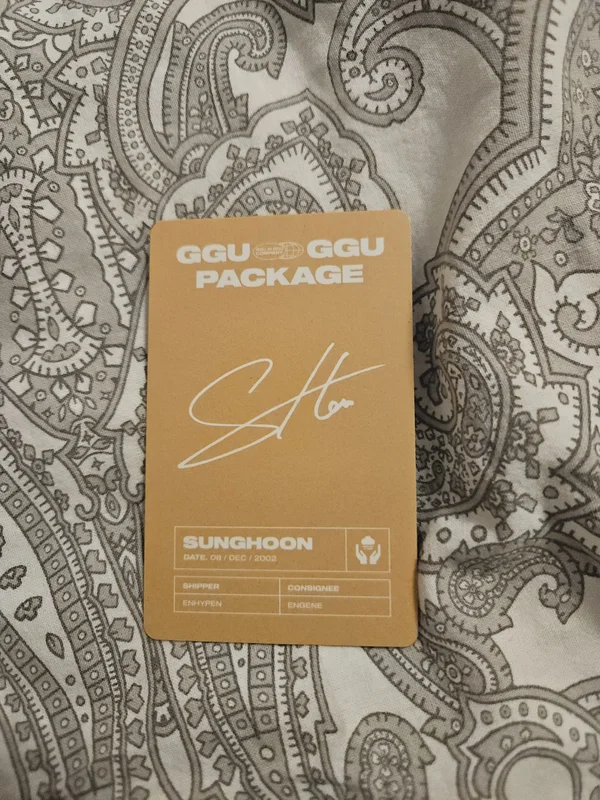 GGU GGU
PACKAGE
SUNGHOON
DATE. 08 / DEC / 2002
SHIPPER CONSIGNEE
ENHYPEN ENGENE